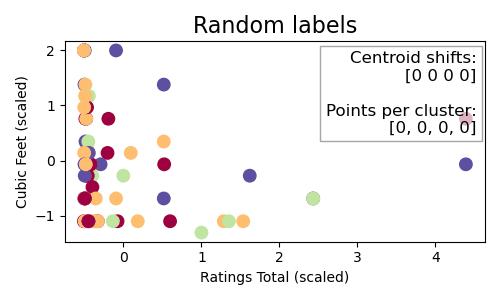 Random labels
Centroid shifts:
[0 0 0 0]
Points per cluster:
[0, 0, 0, 0]
Cubic Feet (scaled)
2
1
0
−1
0
1
2
3
4
Ratings Total (scaled)